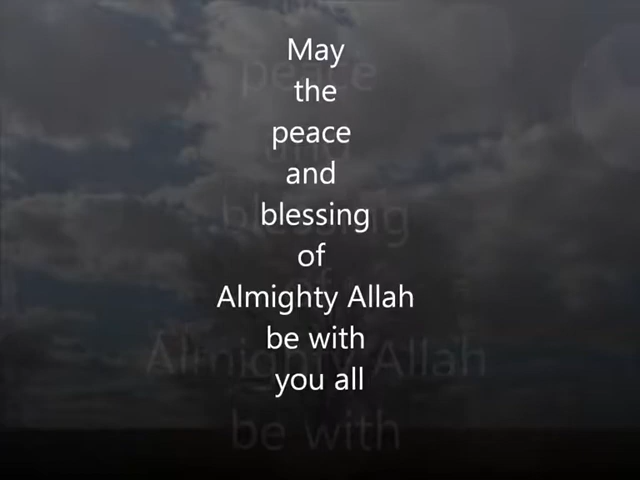 May
the
peace
and
blessing
of
Almighty Allah
be with
you all